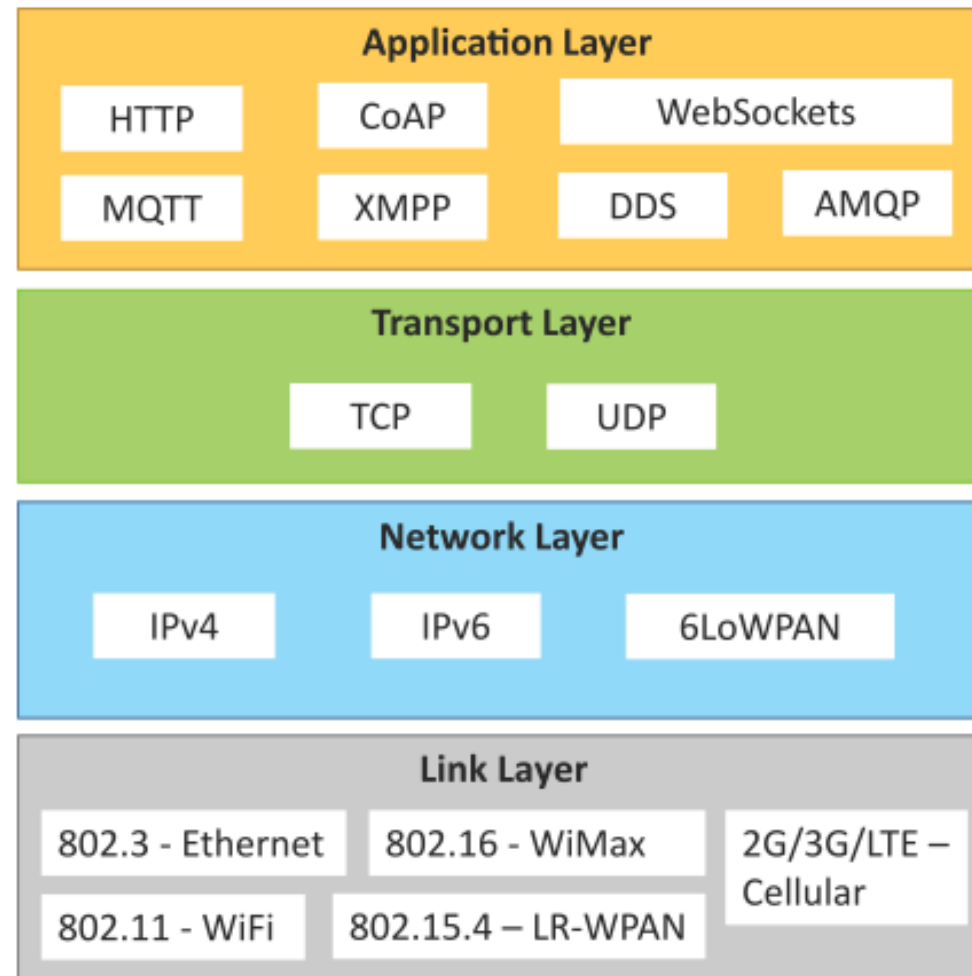 Application Layer
HTTP
CoAP
WebSockets
MQTT
XMPP
DDS
AMQP
Transport Layer
TCP
UDP
Network Layer
IPv4
IPv6
6LoWPAN
Link Layer
802.3 - Ethernet
802.16 - WiMax
2G/3G/LTE –
Cellular
802.11 - WiFi
802.15.4 – LR-WPAN